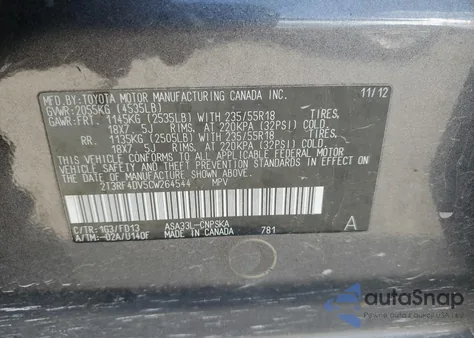 MFD. BY: TOYOTA MOTOR MANUFACTURING CANADA INC. 11/12
GVWR: 2055KG (4535LB)
GAWR: FRT. 1145KG (2535LB) WITH 235/55R18 TIRES.
18X7 5J RIMS, AT 220KPA (32PSI) COLD.
RR. 1135KG (2505LB) WITH 235/55R18 TIRES.
18X7 5J RIMS, AT 220KPA (32PSI) COLD.
THIS VEHICLE CONFORMS TO ALL APPLICABLE FEDERAL MOTOR
VEHICLE SAFETY AND THEFT PREVENTION STANDARDS IN EFFECT
ON THE DATE OF MANUFACTURE SHOWN ABOVE.
2T3RF4DV5CW264544 MPV
C/TR: 1G3/FD13 ASA33L-CNPSKA
A/TM: -02A/U140F MADE IN CANADA 781 A
autoSnap